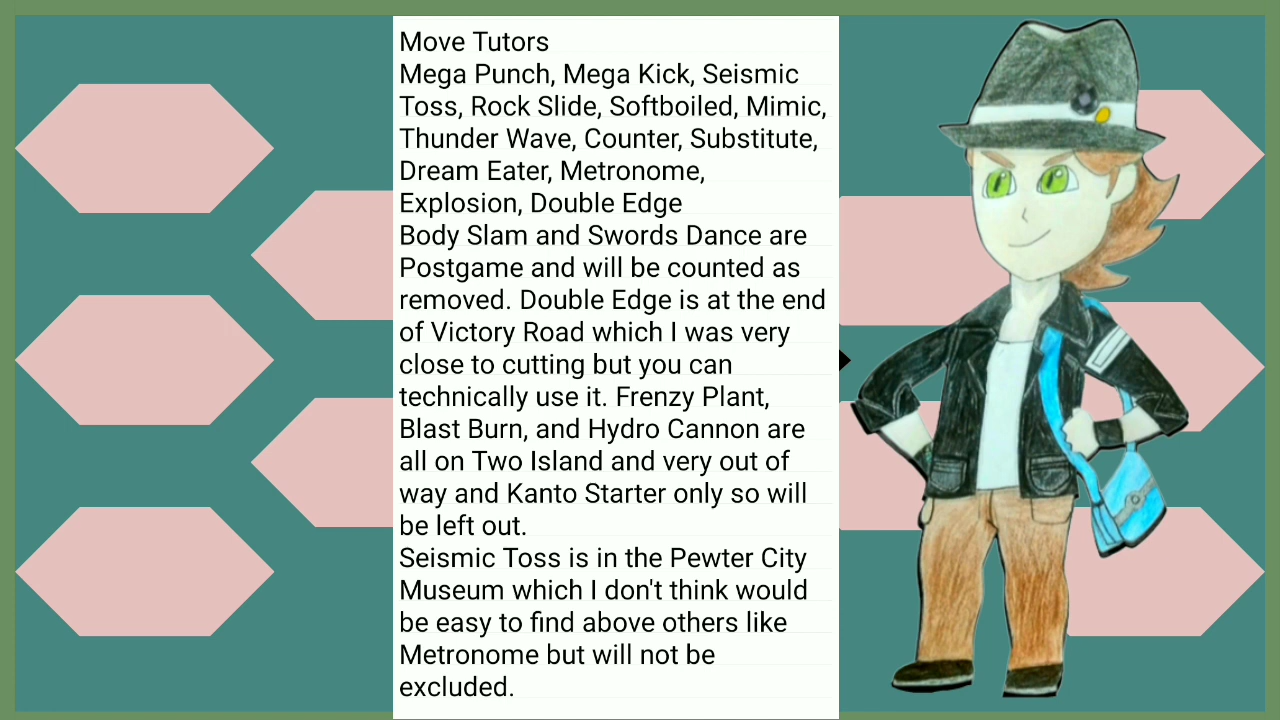 Move Tutors
Mega Punch, Mega Kick, Seismic
Toss, Rock Slide, Softboiled, Mimic,
Thunder Wave, Counter, Substitute,
Dream Eater, Metronome,
Explosion, Double Edge
Body Slam and Swords Dance are
Postgame and will be counted as
removed. Double Edge is at the end
of Victory Road which I was very
close to cutting but you can
technically use it. Frenzy Plant,
Blast Burn, and Hydro Cannon are
all on Two Island and very out of
way and Kanto Starter only so will
be left out.
Seismic Toss is in the Pewter City
Museum which I don't think would
be easy to find above others like
Metronome but will not be
excluded.